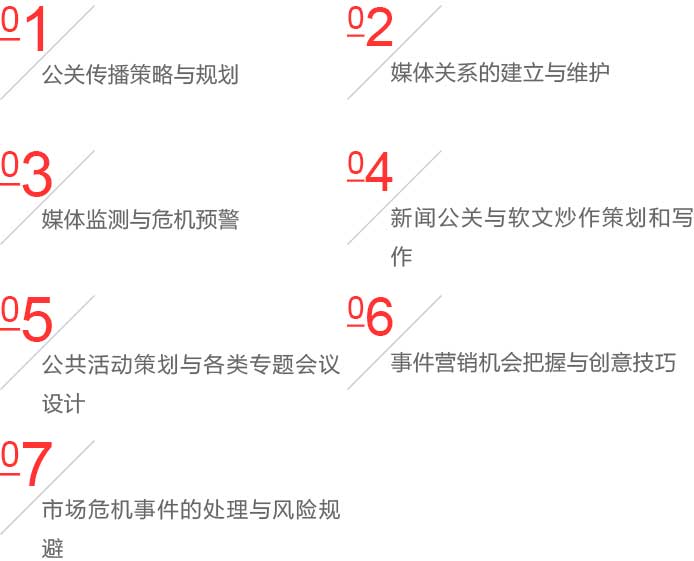 01
公关传播策略与规划
02
媒体关系的建立与维护
03
媒体监测与危机预警
04
新闻公关与软文炒作策划和写
作
05
公共活动策划与各类专题会议
设计
06
事件营销机会把握与创意技巧
07
市场危机事件的处理与风险规
避